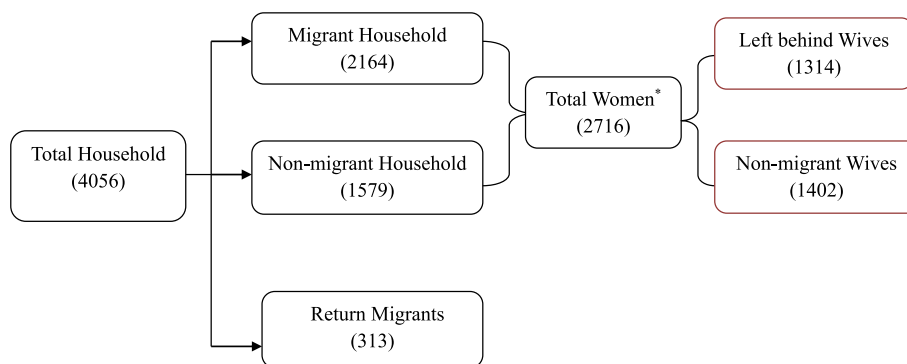 Total Household
(4056)
Migrant Household
(2164)
Non-migrant Household
(1579)
Return Migrants
(313)
Total Women*
(2716)
Left behind Wives
(1314)
Non-migrant Wives
(1402)